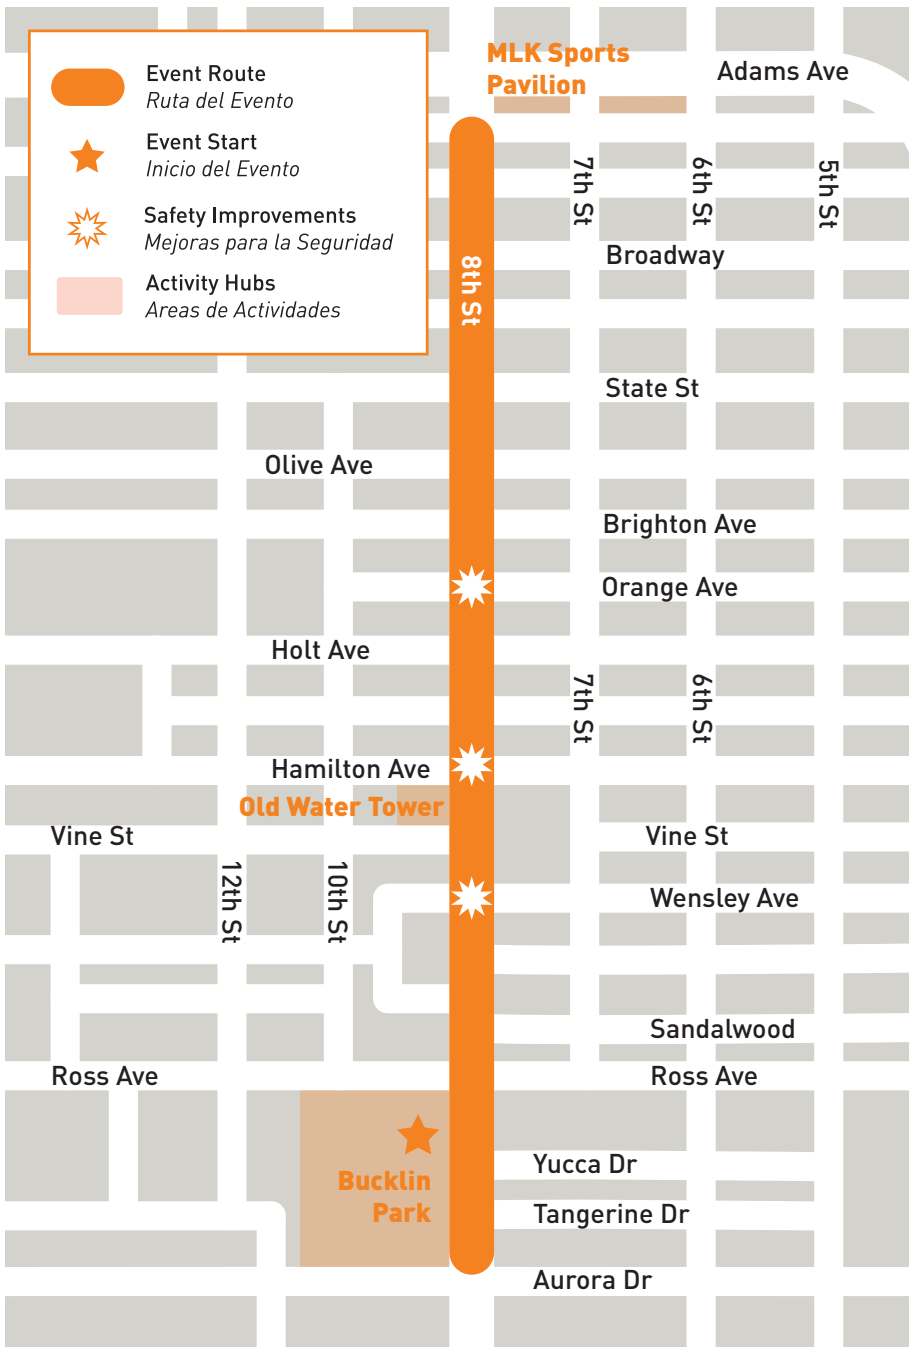 Event Route
Ruta del Evento
Event Start
Inicio del Evento
Safety Improvements
Mejoras para la Seguridad
Activity Hubs
Areas de Actividades
MLK Sports
Pavilion
Adams Ave
7th St
6th St
5th St
Broadway
8th St
State St
Olive Ave
Brighton Ave
Orange Ave
Holt Ave
7th St
6th St
Hamilton Ave
Old Water Tower
Vine St
Vine St
12th St
10th St
Wensley Ave
Sandalwood
Ross Ave
Ross Ave
Yucca Dr
Bucklin
Park
Tangerine Dr
Aurora Dr